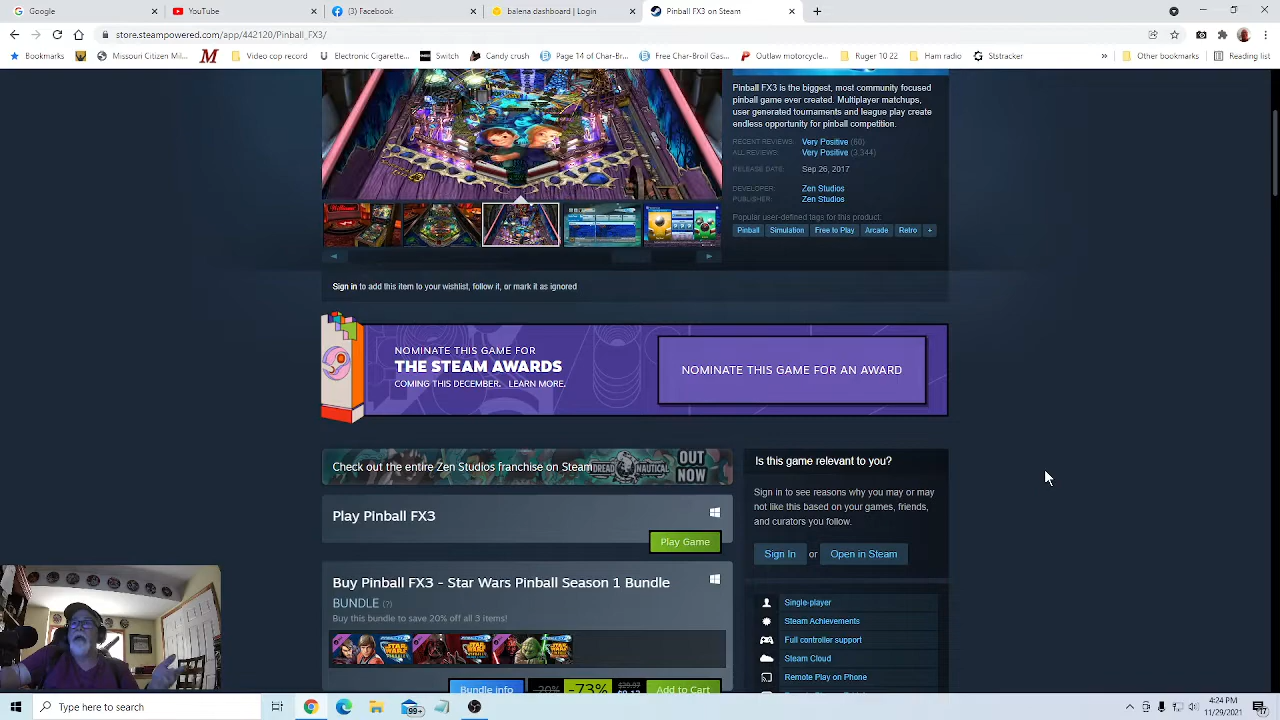 Google
YouTube
(3) Facebook
balena dashboard | Login
Pinball FX3 on Steam
store.steampowered.com/app/442120/Pinball_FX3/
Bookmarks
Missouri Citizen Mil...
M
Video cop record
Electronic Cigarette...
Switch
Candy crush
Page 14 of Char-Bro...
Free Char-Broil Gas...
Outlaw motorcycle...
Ruger 10 22
Ham radio
Ststracker
»
Other bookmarks
Reading list
Pinball FX3 is the biggest, most community focused
pinball game ever created. Multiplayer matchups,
user generated tournaments and league play create
endless opportunity for pinball competition.
RECENT REVIEWS: Very Positive (60)
ALL REVIEWS: Very Positive (3,344)
RELEASE DATE: Sep 26, 2017
DEVELOPER: Zen Studios
PUBLISHER: Zen Studios
Popular user-defined tags for this product:
Pinball Simulation Free to Play Arcade Retro +
Sign in to add this item to your wishlist, follow it, or mark it as ignored
NOMINATE THIS GAME FOR
THE STEAM AWARDS
COMING THIS DECEMBER. LEARN MORE.
NOMINATE THIS GAME FOR AN AWARD
Check out the entire Zen Studios franchise on Steam
DREAD NAUTICAL
OUT
NOW
Is this game relevant to you?
Sign in to see reasons why you may or may
not like this based on your games, friends,
and curators you follow.
Sign In or Open in Steam
Play Pinball FX3
Play Game
Buy Pinball FX3 - Star Wars Pinball Season 1 Bundle
BUNDLE (?)
Buy this bundle to save 20% off all 3 items!
Bundle info
-20%
-73%
Add to Cart
Single-player
Steam Achievements
Full controller support
Steam Cloud
Remote Play on Phone
Type here to search
99+
4:24 PM
11/29/2021